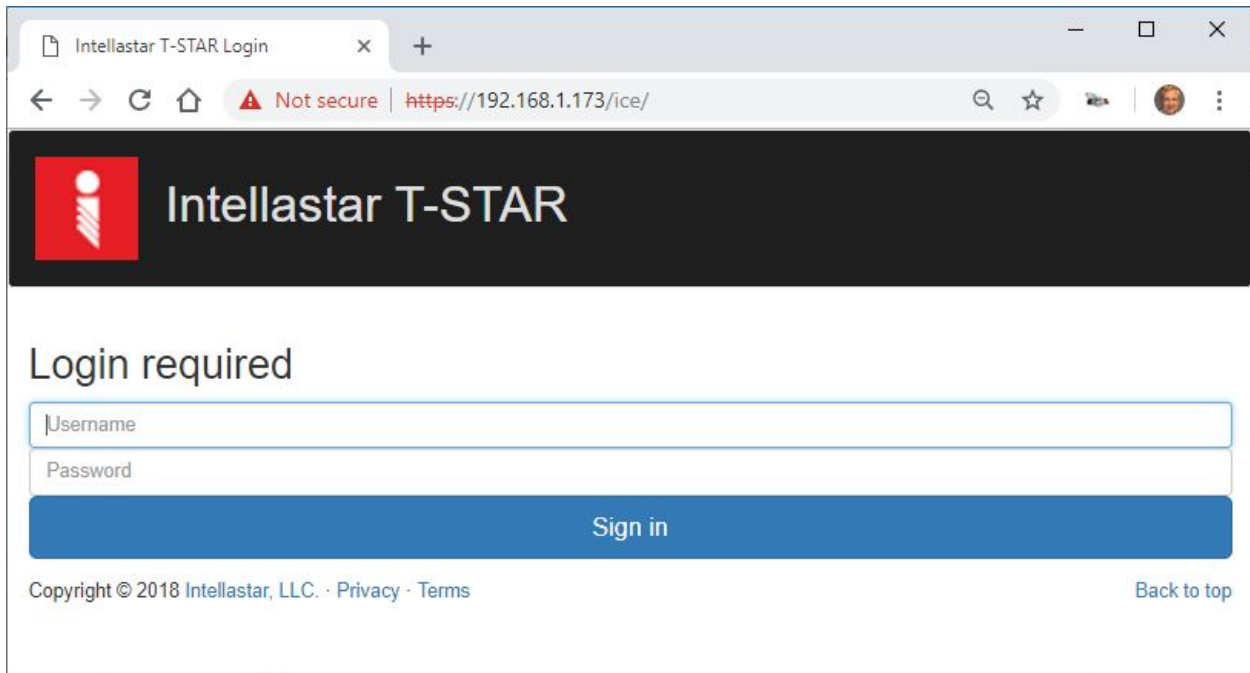 Intellastar T-STAR Login
Not secure | https://192.168.1.173/ice/
Intellastar T-STAR
Login required
Username
Password
Sign in
Copyright © 2018 Intellastar, LLC. · Privacy · Terms Back to top